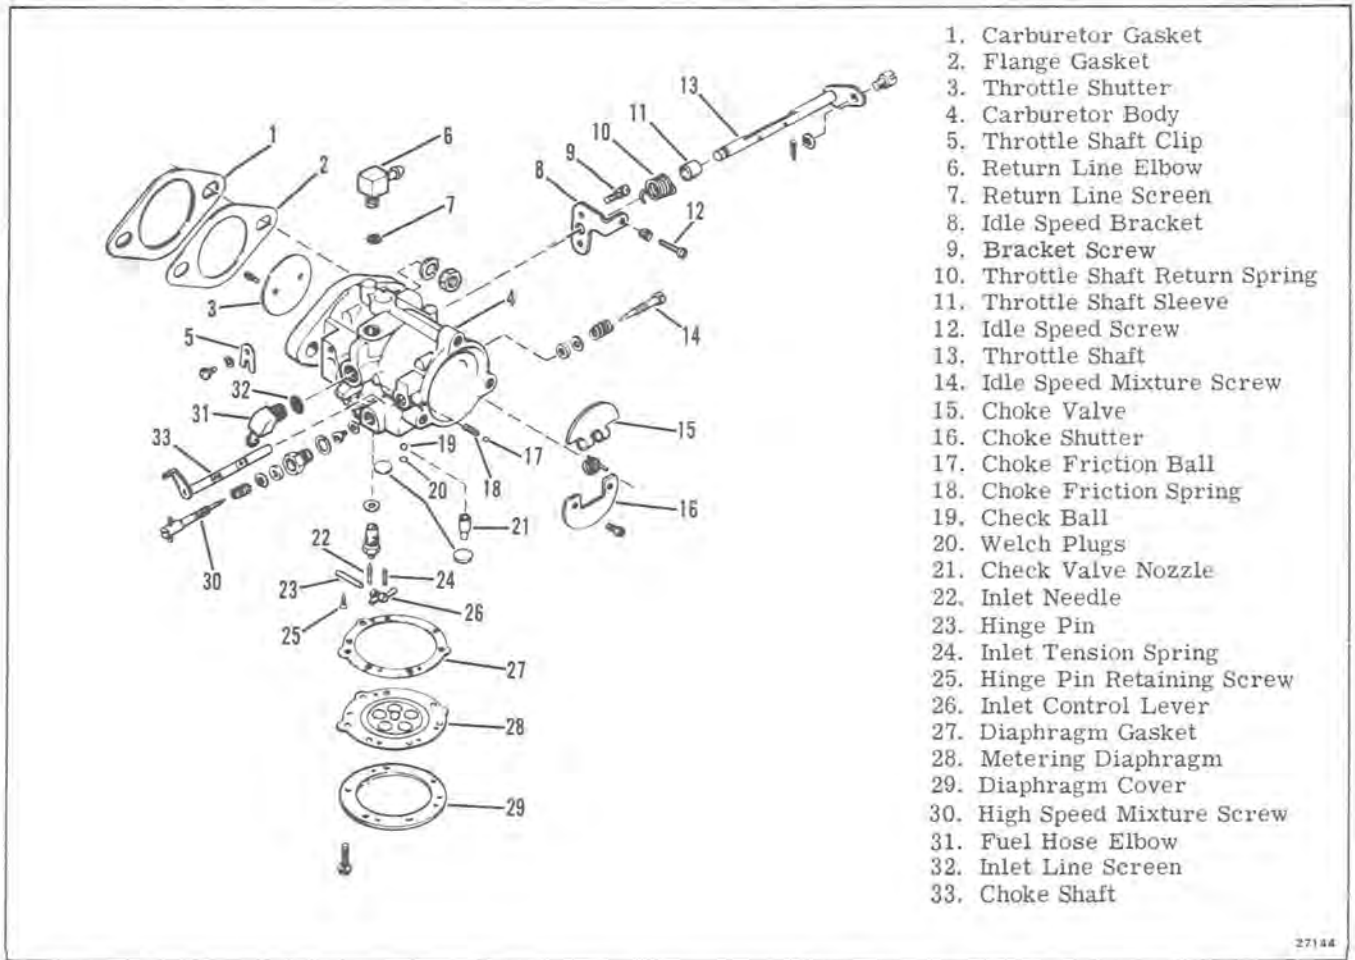 1. Carburetor Gasket
2. Flange Gasket
3. Throttle Shutter
4. Carburetor Body
5. Throttle Shaft Clip
6. Return Line Elbow
7. Return Line Screen
8. Idle Speed Bracket
9. Bracket Screw
10. Throttle Shaft Return Spring
11. Throttle Shaft Sleeve
12. Idle Speed Screw
13. Throttle Shaft
14. Idle Speed Mixture Screw
15. Choke Valve
16. Choke Shutter
17. Choke Friction Ball
18. Choke Friction Spring
19. Check Ball
20. Welch Plugs
21. Check Valve Nozzle
22. Inlet Needle
23. Hinge Pin
24. Inlet Tension Spring
25. Hinge Pin Retaining Screw
26. Inlet Control Lever
27. Diaphragm Gasket
28. Metering Diaphragm
29. Diaphragm Cover
30. High Speed Mixture Screw
31. Fuel Hose Elbow
32. Inlet Line Screen
33. Choke Shaft
1
2
3
4
5
6
7
8
9
10
11
12
13
14
15
16
17
18
19
20
21
22
23
24
25
26
27
28
29
30
31
32
33
27144